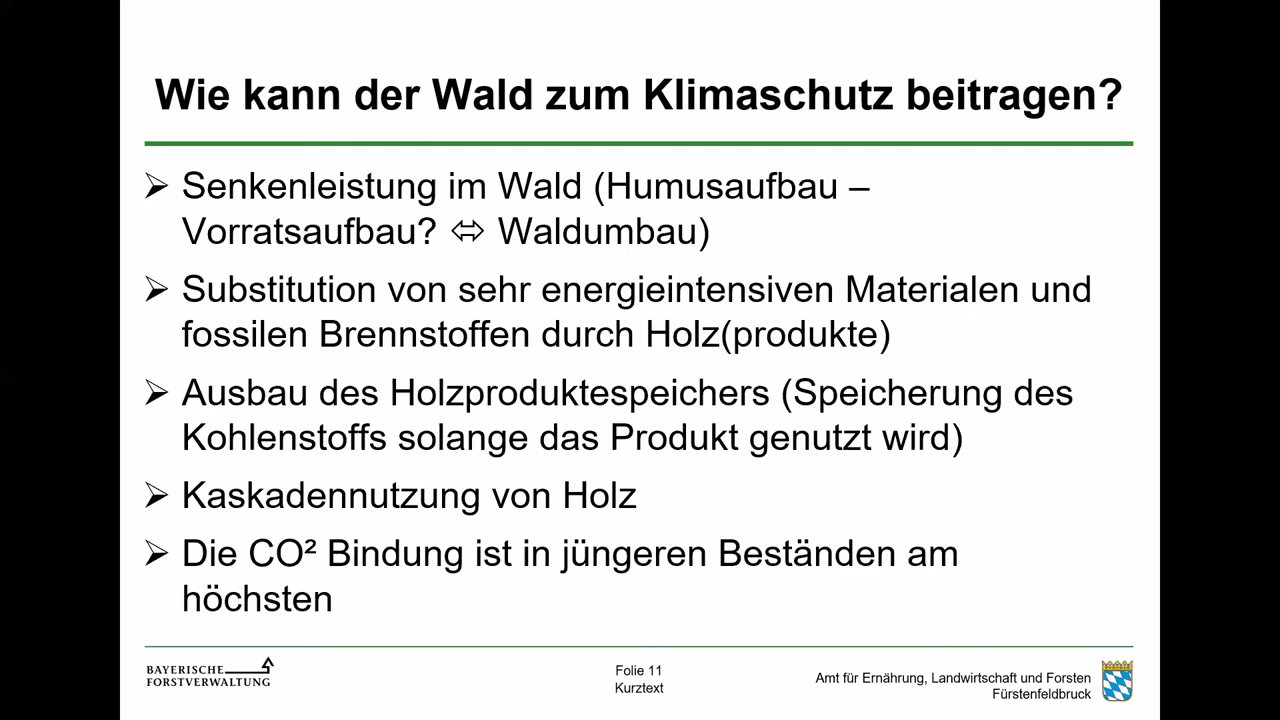 Wie kann der Wald zum Klimaschutz beitragen?
➢ Senkenleistung im Wald (Humusaufbau –
Vorratsaufbau? ⬄ Waldumbau)
➢ Substitution von sehr energieintensiven Materialen und
fossilen Brennstoffen durch Holz(produkte)
➢ Ausbau des Holzproduktespeichers (Speicherung des
Kohlenstoffs solange das Produkt genutzt wird)
➢ Kaskadennutzung von Holz
➢ Die CO² Bindung ist in jüngeren Beständen am
höchsten
BAYERISCHE
FORSTVERWALTUNG
Folie 11
Kurztext
Amt für Ernährung, Landwirtschaft und Forsten
Fürstenfeldbruck